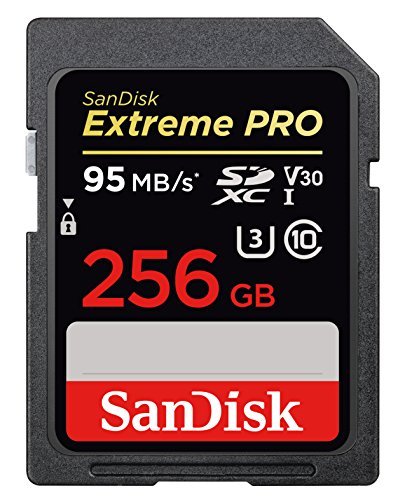 SanDisk
Extreme PRO
95 MB/s* SD XC V30 I
3 10
256 GB
SanDisk